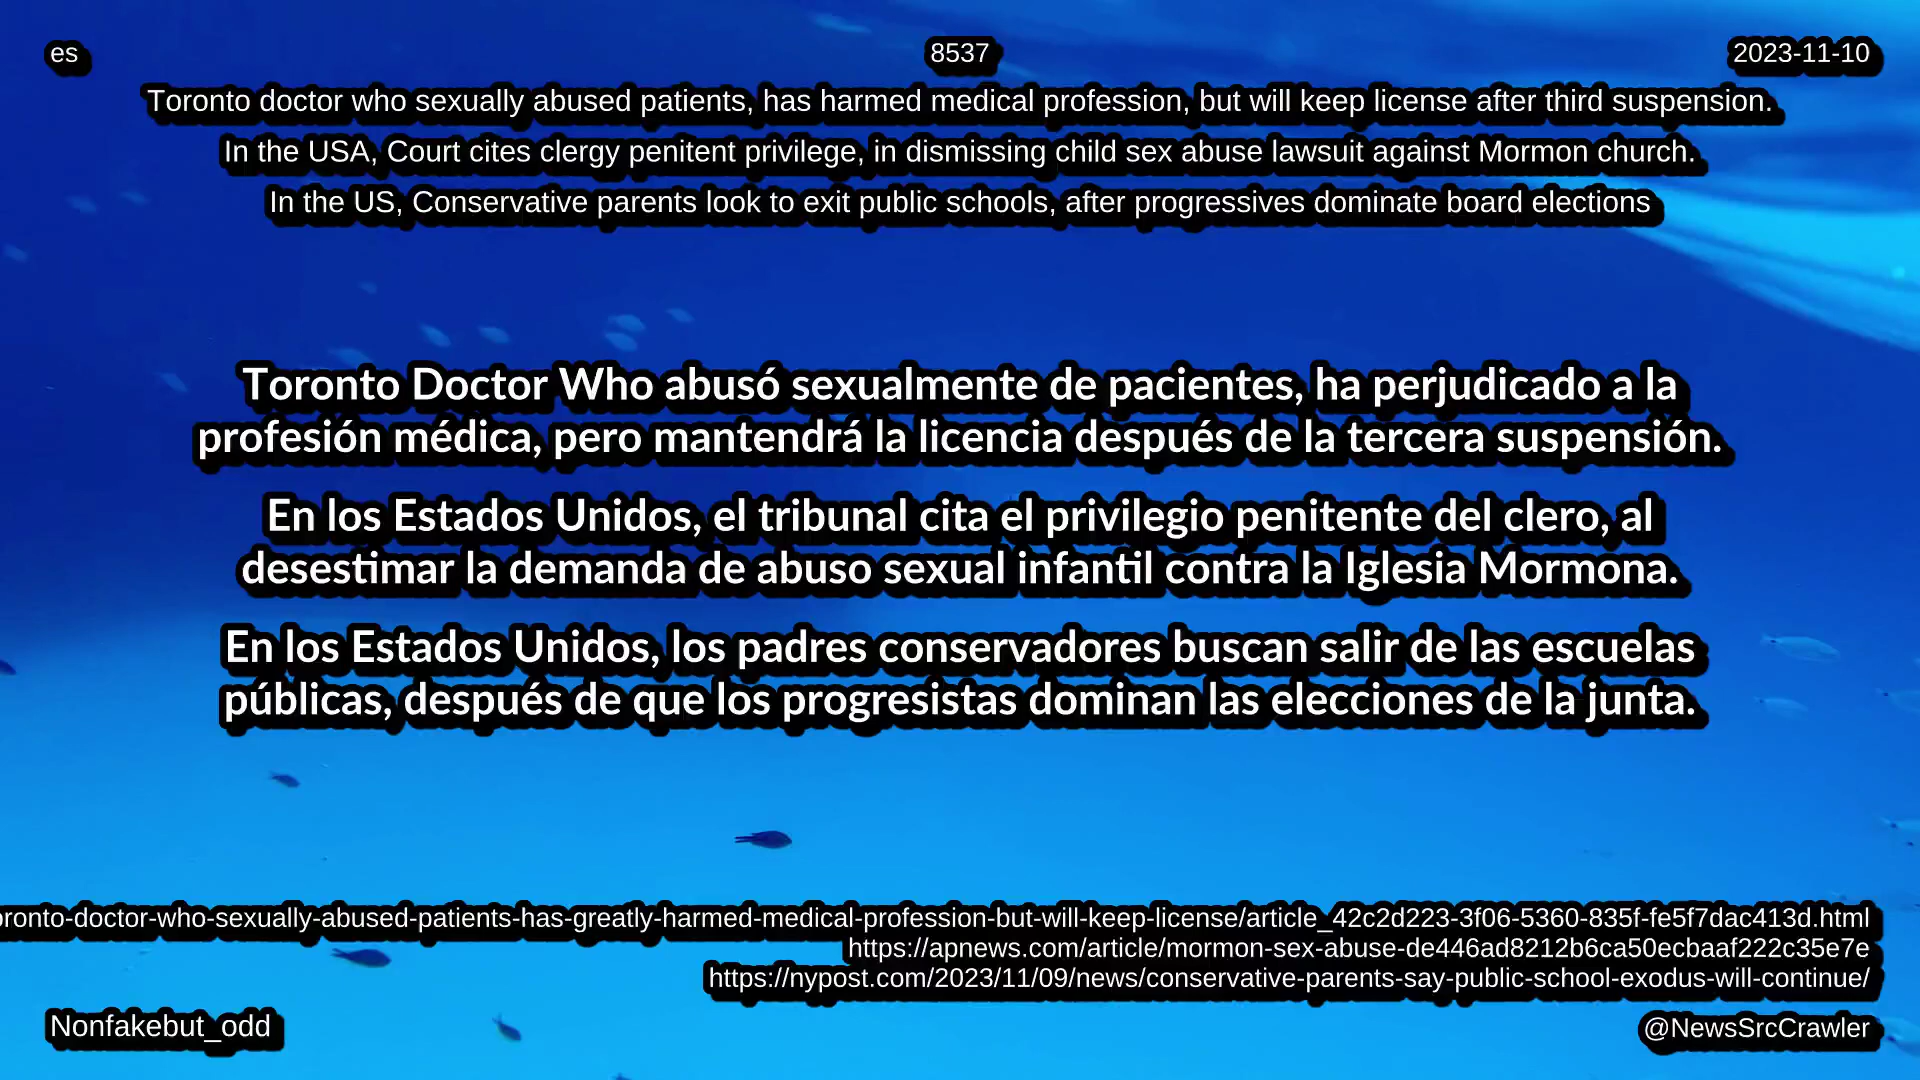 es
8537
2023-11-10
Toronto doctor who sexually abused patients, has harmed medical profession, but will keep license after third suspension.
In the USA, Court cites clergy penitent privilege, in dismissing child sex abuse lawsuit against Mormon church.
In the US, Conservative parents look to exit public schools, after progressives dominate board elections
Toronto Doctor Who abusó sexualmente de pacientes, ha perjudicado a la
profesión médica, pero mantendrá la licencia después de la tercera suspensión.
En los Estados Unidos, el tribunal cita el privilegio penitente del clero, al
desestimar la demanda de abuso sexual infantil contra la Iglesia Mormona.
En los Estados Unidos, los padres conservadores buscan salir de las escuelas
públicas, después de que los progresistas dominan las elecciones de la junta.
oronto-doctor-who-sexually-abused-patients-has-greatly-harmed-medical-profession-but-will-keep-license/article_42c2d223-3f06-5360-835f-fe5f7dac413d.html
https://apnews.com/article/mormon-sex-abuse-de446ad8212b6ca50ecbaaf222c35e7e
https://nypost.com/2023/11/09/news/conservative-parents-say-public-school-exodus-will-continue/
Nonfakebut_odd
@NewsSrcCrawler